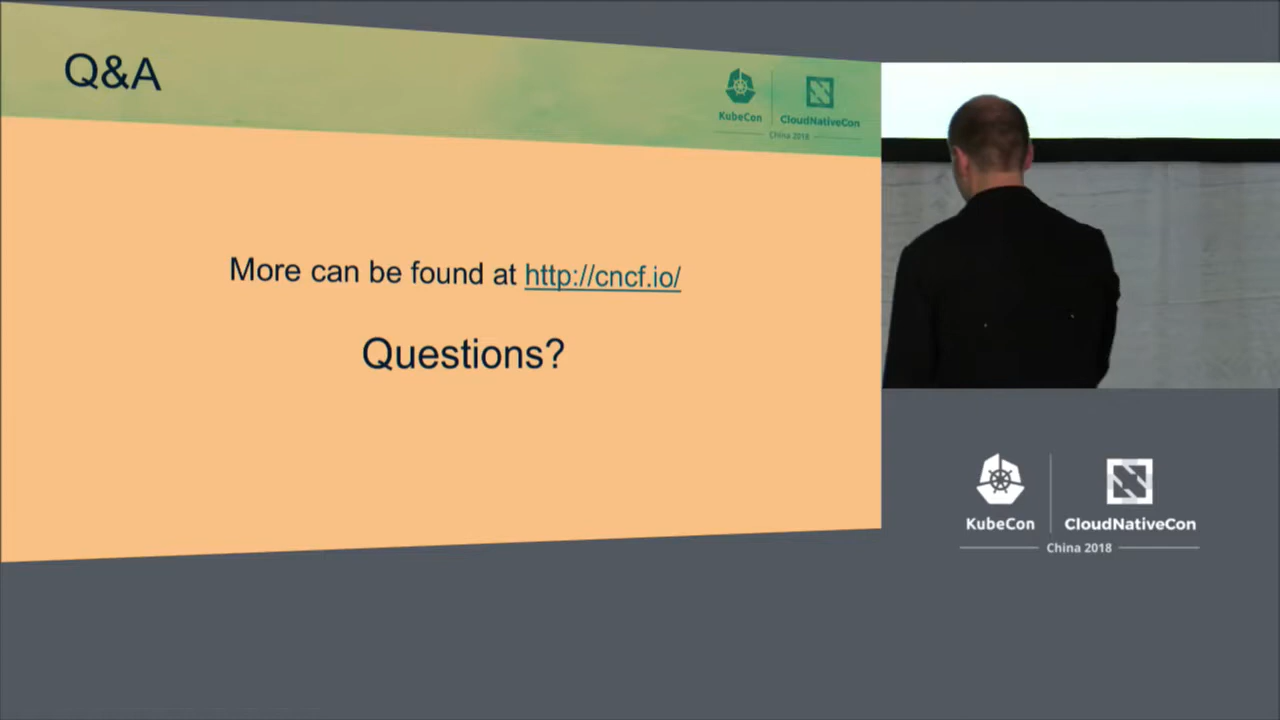 Q&A
KubeCon
CloudNativeCon
China 2018
More can be found at http://cncf.io/
Questions?
KubeCon
CloudNativeCon
China 2018